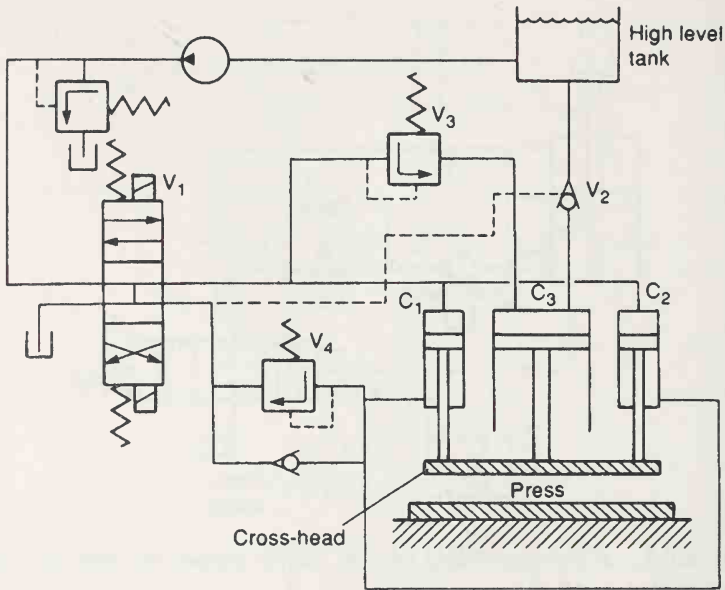 High level
tank
V3
V1
V2
C1
C3
C2
V4
Press
Cross-head